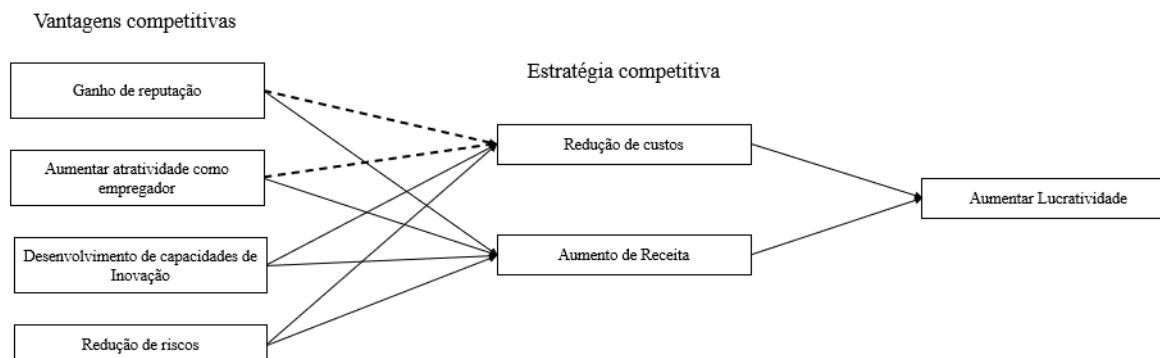 Vantagens competitivas
Ganho de reputação
Aumentar atratividade como
empregador
Desenvolvimento de capacidades de
Inovação
Redução de riscos
Estratégia competitiva
Redução de custos
Aumento de Receita
Aumentar Lucratividade